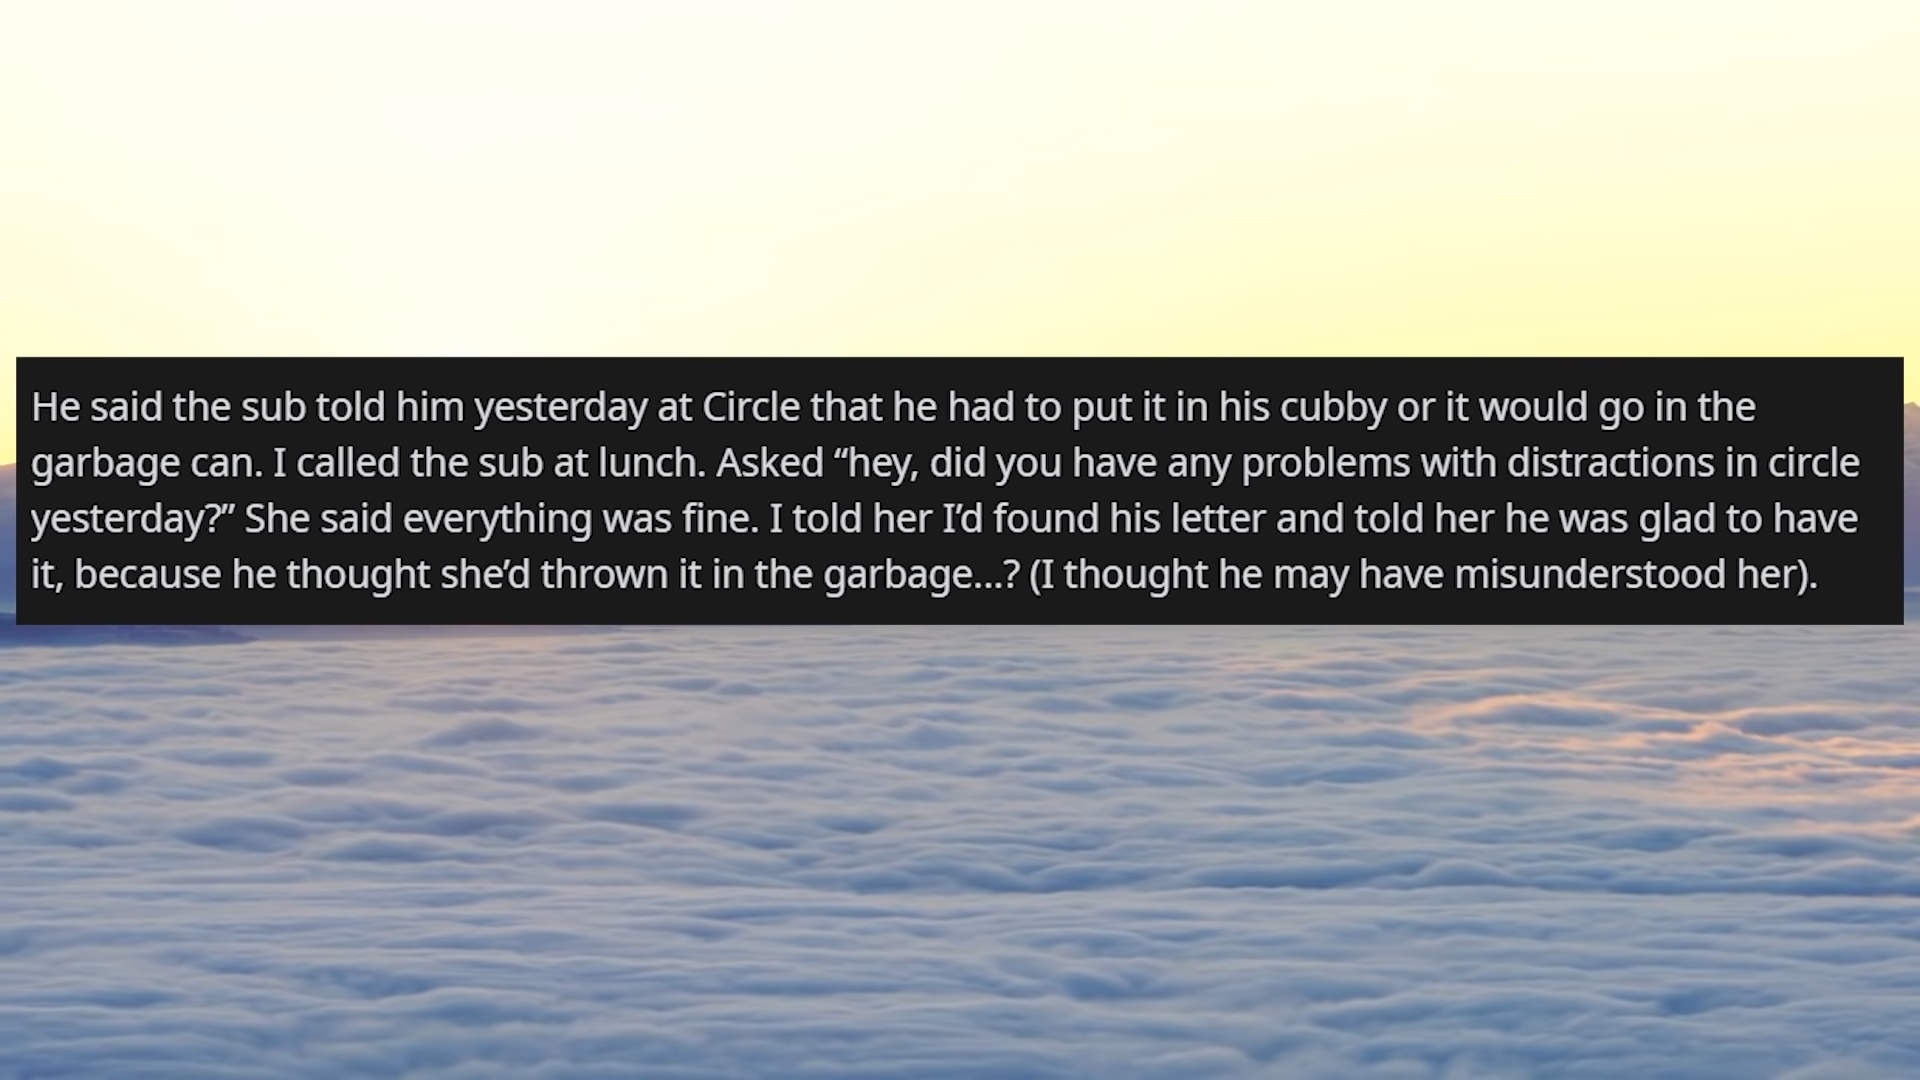 He said the sub told him yesterday at Circle that he had to put it in his cubby or it would go in the
garbage can. I called the sub at lunch. Asked “hey, did you have any problems with distractions in circle
yesterday?” She said everything was fine. I told her I’d found his letter and told her he was glad to have
it, because he thought she’d thrown it in the garbage...? (I thought he may have misunderstood her).